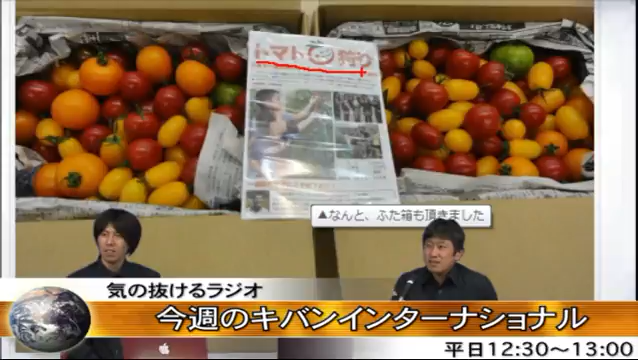 トマト狩り
▲なんと、ふた箱も頂きました
気の抜けるラジオ
今週のキバンインターナショナル
平日12:30～13:00